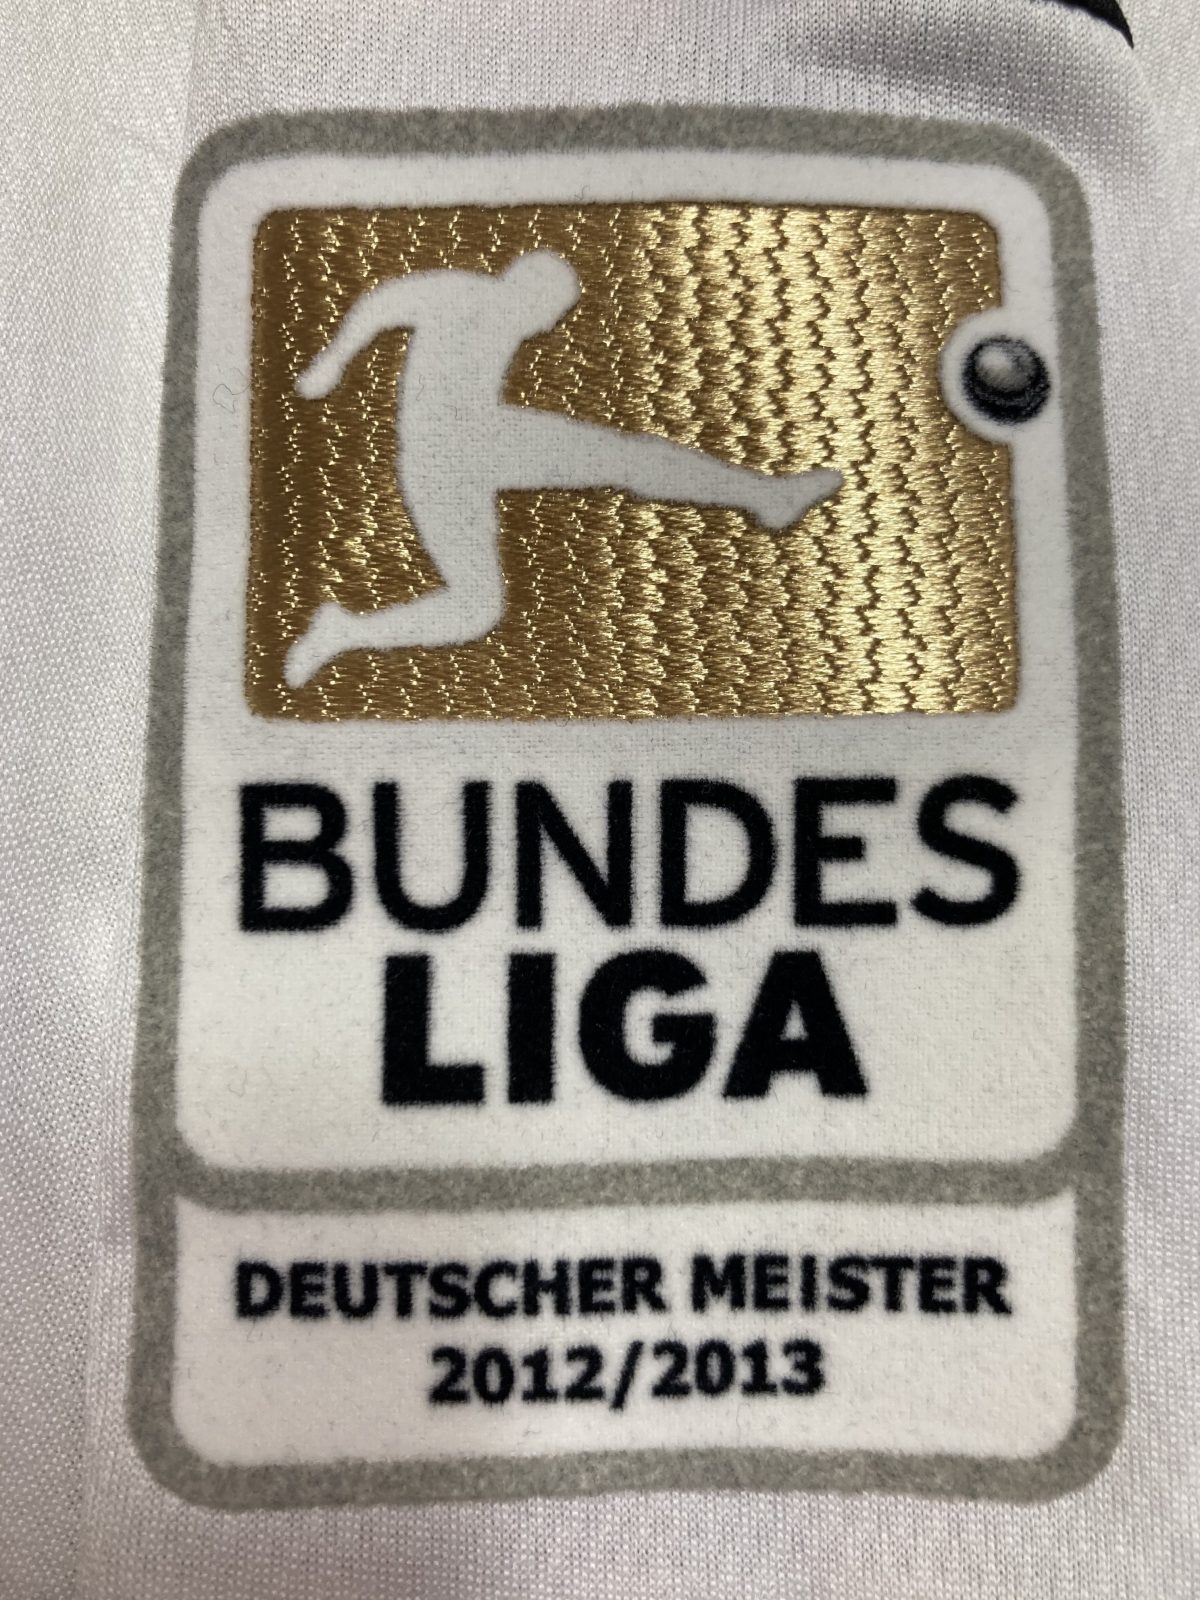 BUNDES
LIGA
DEUTSCHER MEISTER
2012/2013